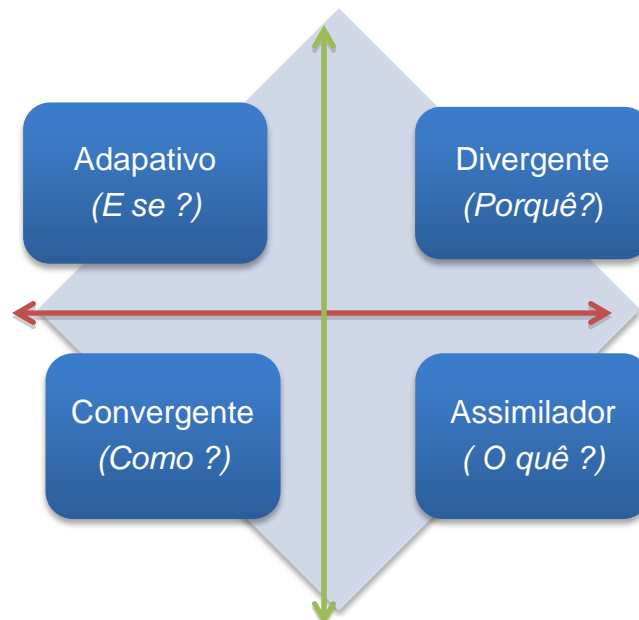 Adapativo
(E se ?)
Divergente
(Porquê?)
Convergente
(Como ?)
Assimilador
( O quê ?)